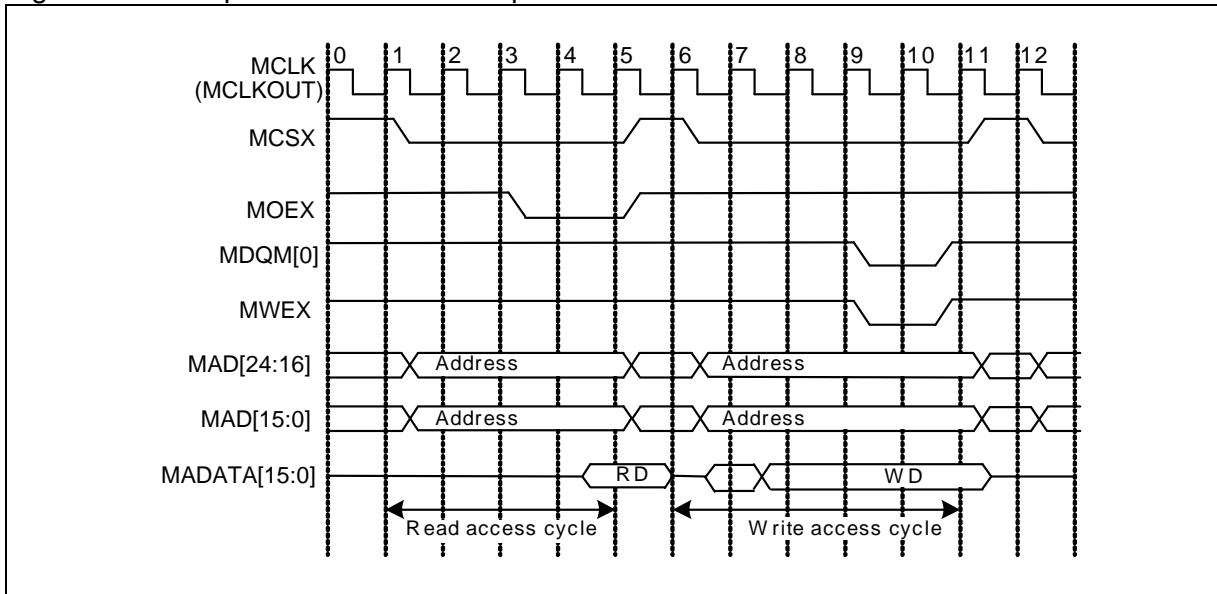 0 1 2 3 4 5 6 7 8 9 10 11 12
MCLK
(MCLKOUT)
MCSX
MOEX
MDQM[0]
MWEX
MAD[24:16] Address Address
MAD[15:0] Address Address
MADATA[15:0] RD WD
Read access cycle Write access cycle